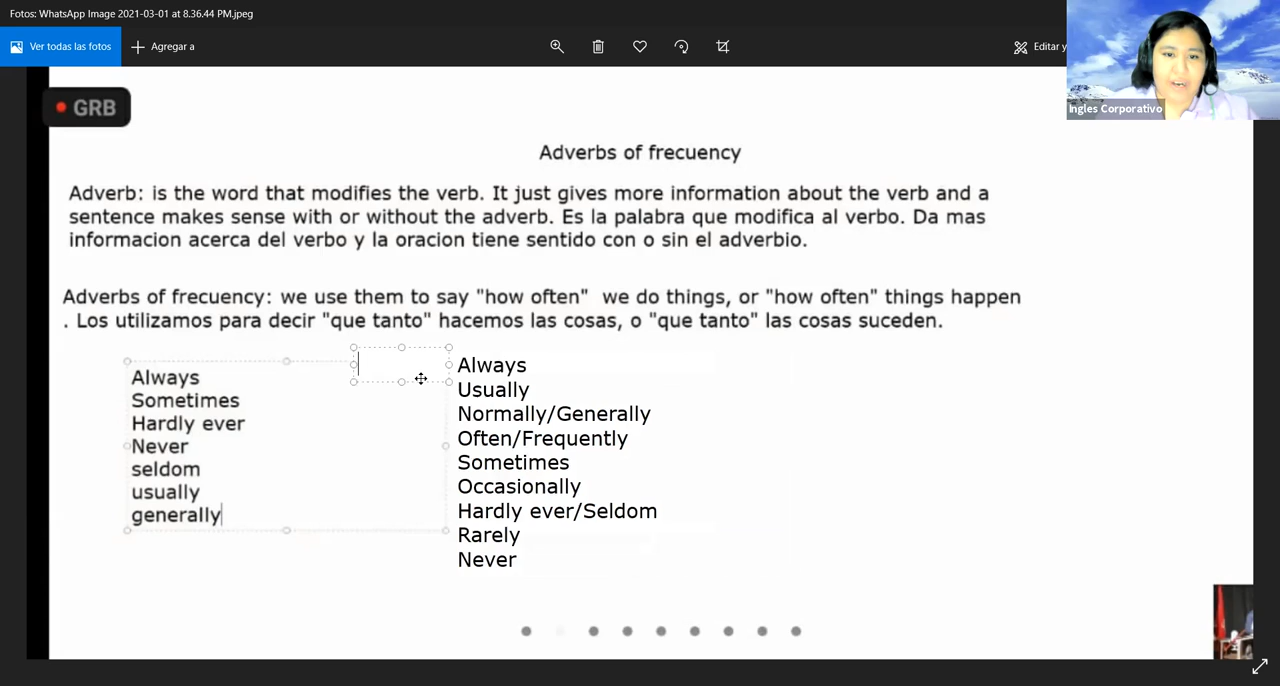 Fotos: WhatsApp Image 2021-03-01 at 8.36.44 PM.jpeg
Ver todas las fotos
Agregar a
Editar y
Ingles Corporativo
GRB
Adverbs of frecuency
Adverb: is the word that modifies the verb. It just gives more information about the verb and a
sentence makes sense with or without the adverb. Es la palabra que modifica al verbo. Da mas
informacion acerca del verbo y la oracion tiene sentido con o sin el adverbio.
Adverbs of frecuency: we use them to say "how often" we do things, or "how often" things happen
. Los utilizamos para decir "que tanto" hacemos las cosas, o "que tanto" las cosas suceden.
Always
Sometimes
Hardly ever
Never
seldom
usually
generally
Always
Usually
Normally/Generally
Often/Frequently
Sometimes
Occasionally
Hardly ever/Seldom
Rarely
Never